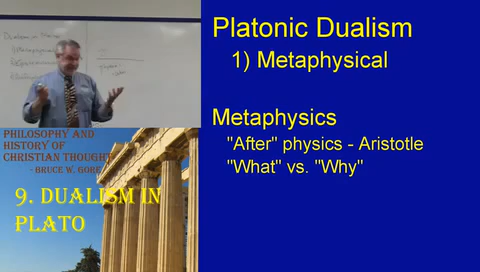 Platonic Dualism
1) Metaphysical
Metaphysics
"After" physics - Aristotle
"What" vs. "Why"
Philosophy and
History of
Christian Thought
- Bruce W. Gore
9. Dualism in
Plato